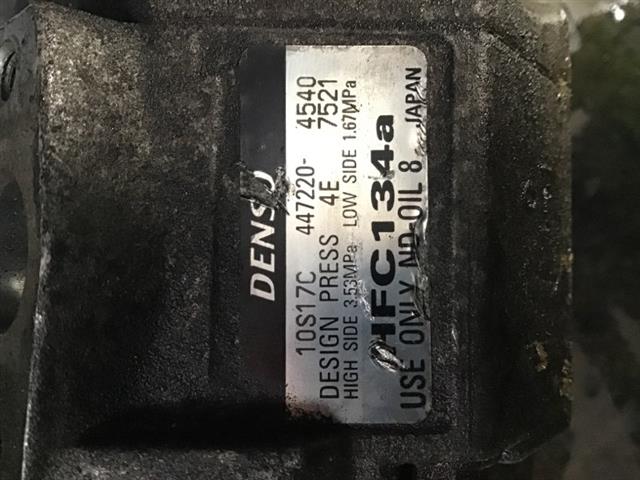 DENSO
10S17C 447220-4540
DESIGN PRESS 4E 7521
HIGH SIDE 3.53MPa LOW SIDE 1.67MPa
HFC134a
USE ONLY ND-OIL 8 JAPAN